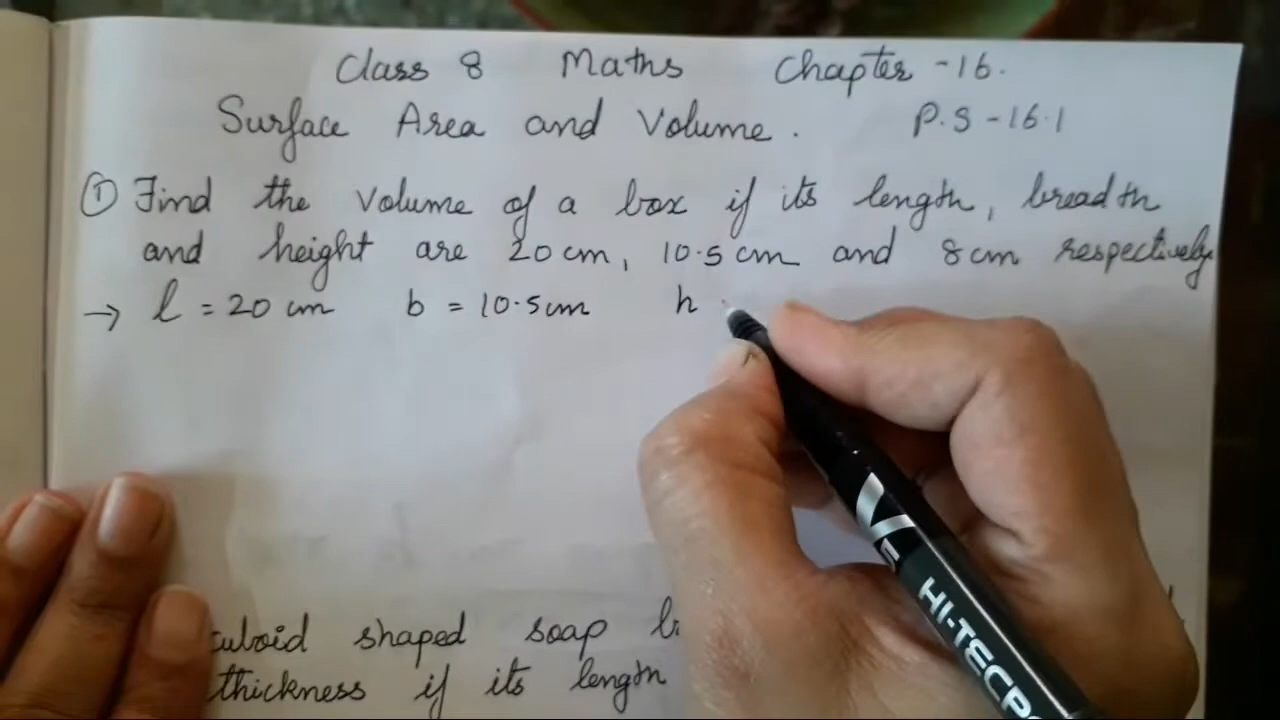 Class 8 Maths Chapter -16.
Surface Area and Volume. P.S -16.1
① Find the volume of a box if its length, breadth
and height are 20 cm, 10.5 cm and 8 cm respectively.
→ l = 20 cm b = 10.5 cm h
shaped soap
thickness if its length
V
HI-TECP